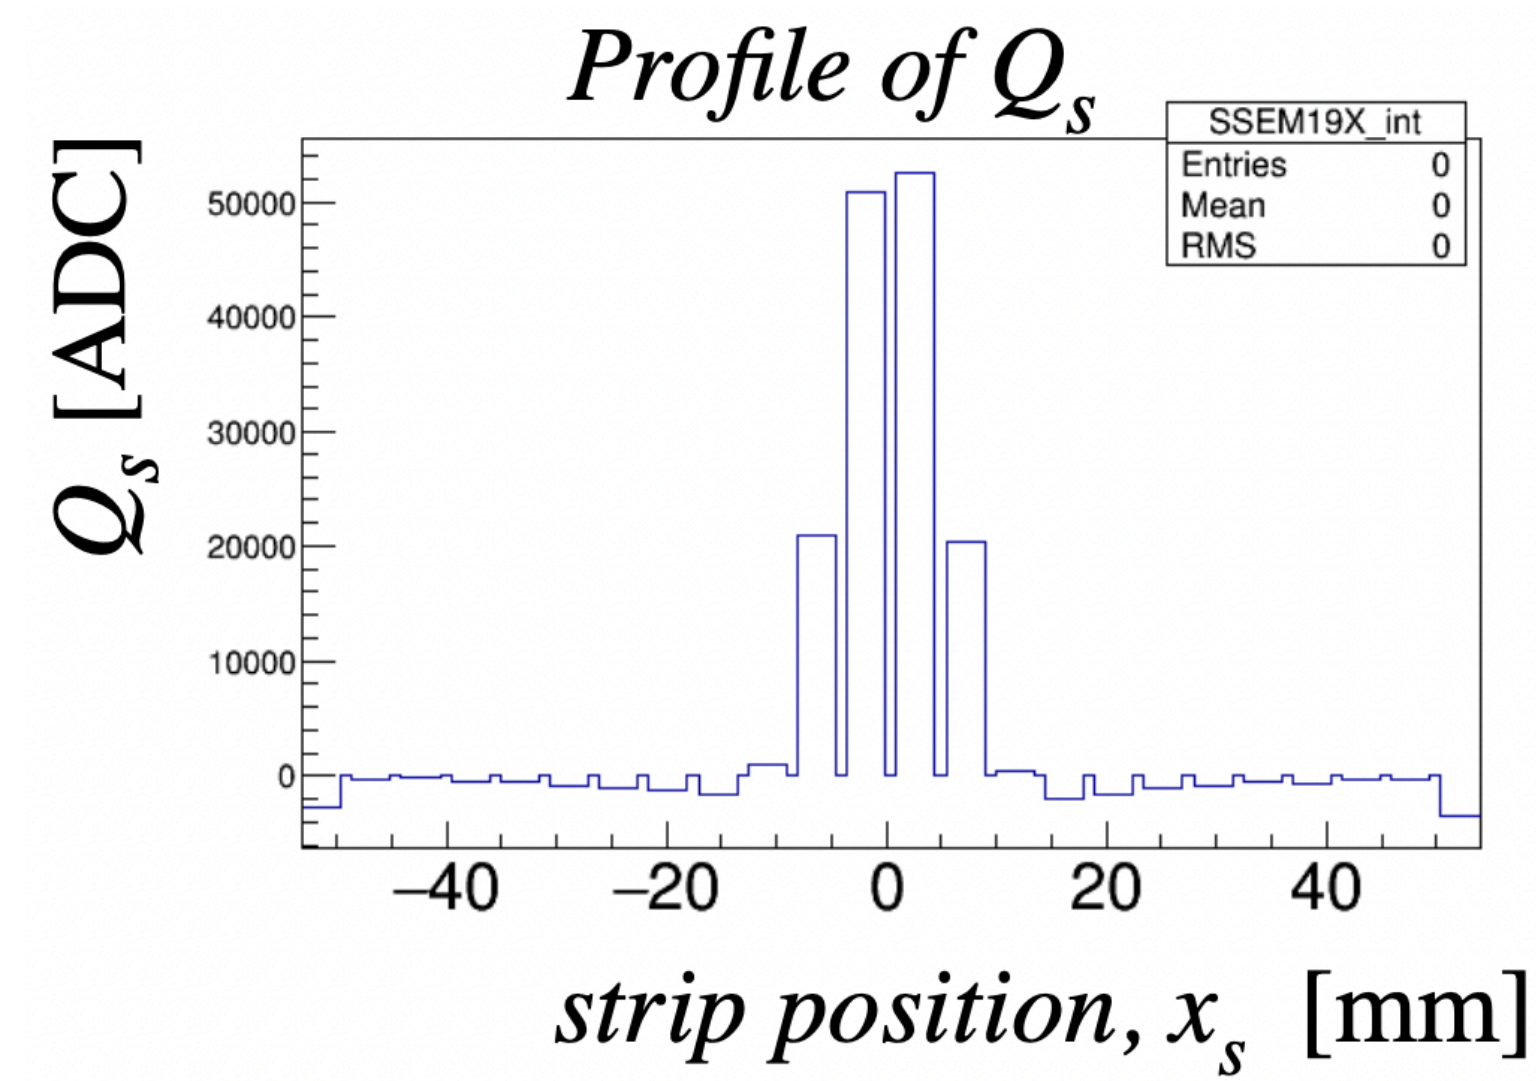 Profile of Qs
SSEM19X_int
Entries 0
Mean 0
RMS 0
Qs [ADC]
50000
40000
30000
20000
10000
0
−40 −20 0 20 40
strip position, xs [mm]